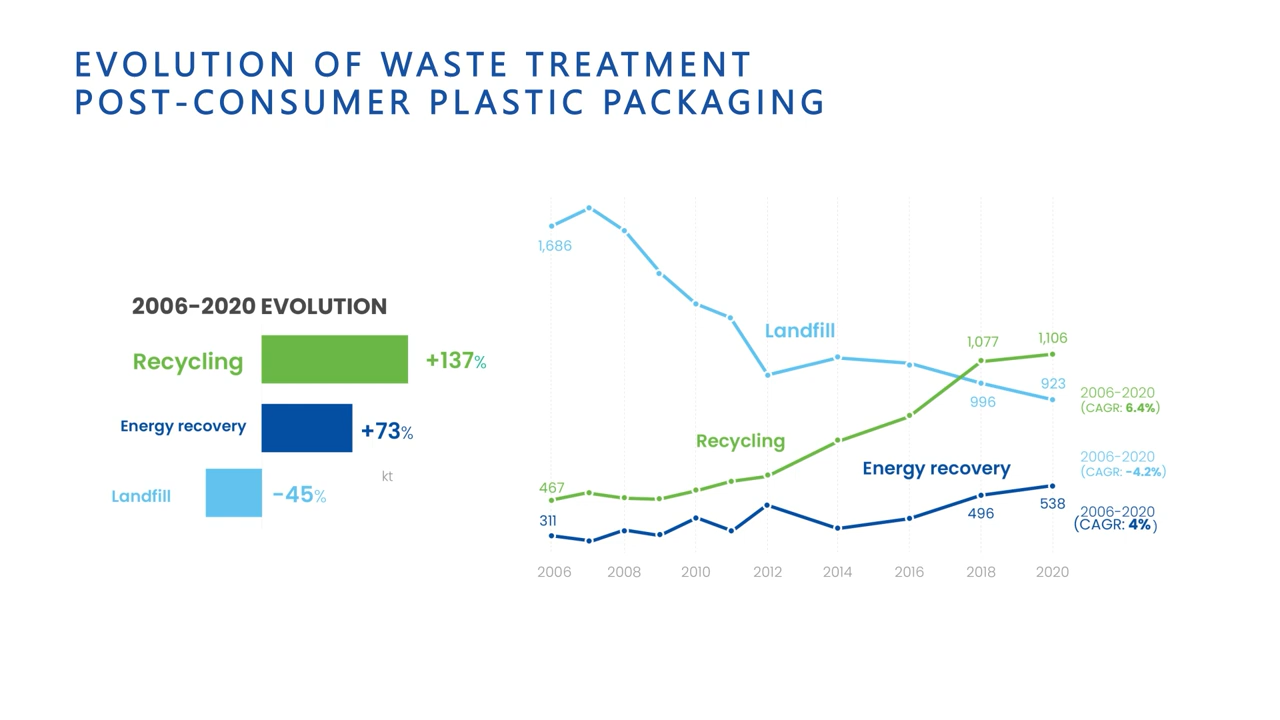 EVOLUTION OF WASTE TREATMENT
POST-CONSUMER PLASTIC PACKAGING
2006-2020 EVOLUTION
Recycling
+137%
Energy recovery
+73%
kt
Landfill
-45%
1,686
Landfill
1,077
1,106
923
996
2006-2020
(CAGR: 6.4%)
Recycling
2006-2020
(CAGR: -4.2%)
Energy recovery
467
311
496
538
2006-2020
(CAGR: 4%)
2006 2008 2010 2012 2014 2016 2018 2020